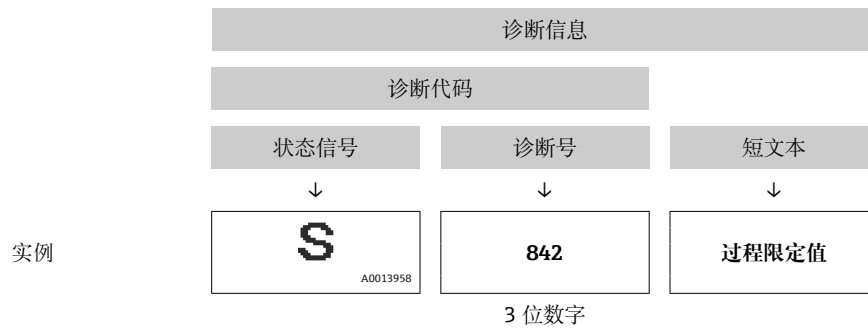 诊断信息
诊断代码
状态信号 诊断号 短文本
↓ ↓ ↓
实例 S 842 过程限定值
A0013958
3 位数字